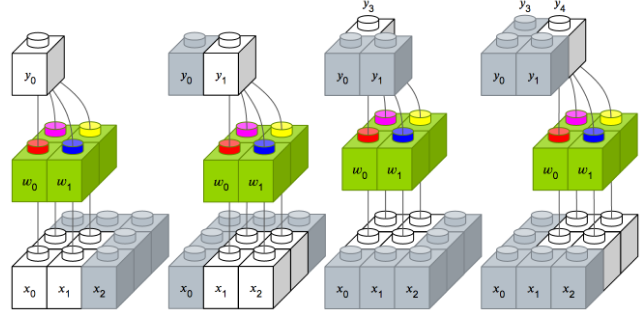 y₃ y₃ y₄
y₀ y₀ y₁ y₀ y₁ y₀ y₁
w₀ w₁ w₀ w₁ w₀ w₁ w₀ w₁
x₀ x₁ x₂ x₀ x₁ x₂ x₀ x₁ x₂ x₀ x₁ x₂